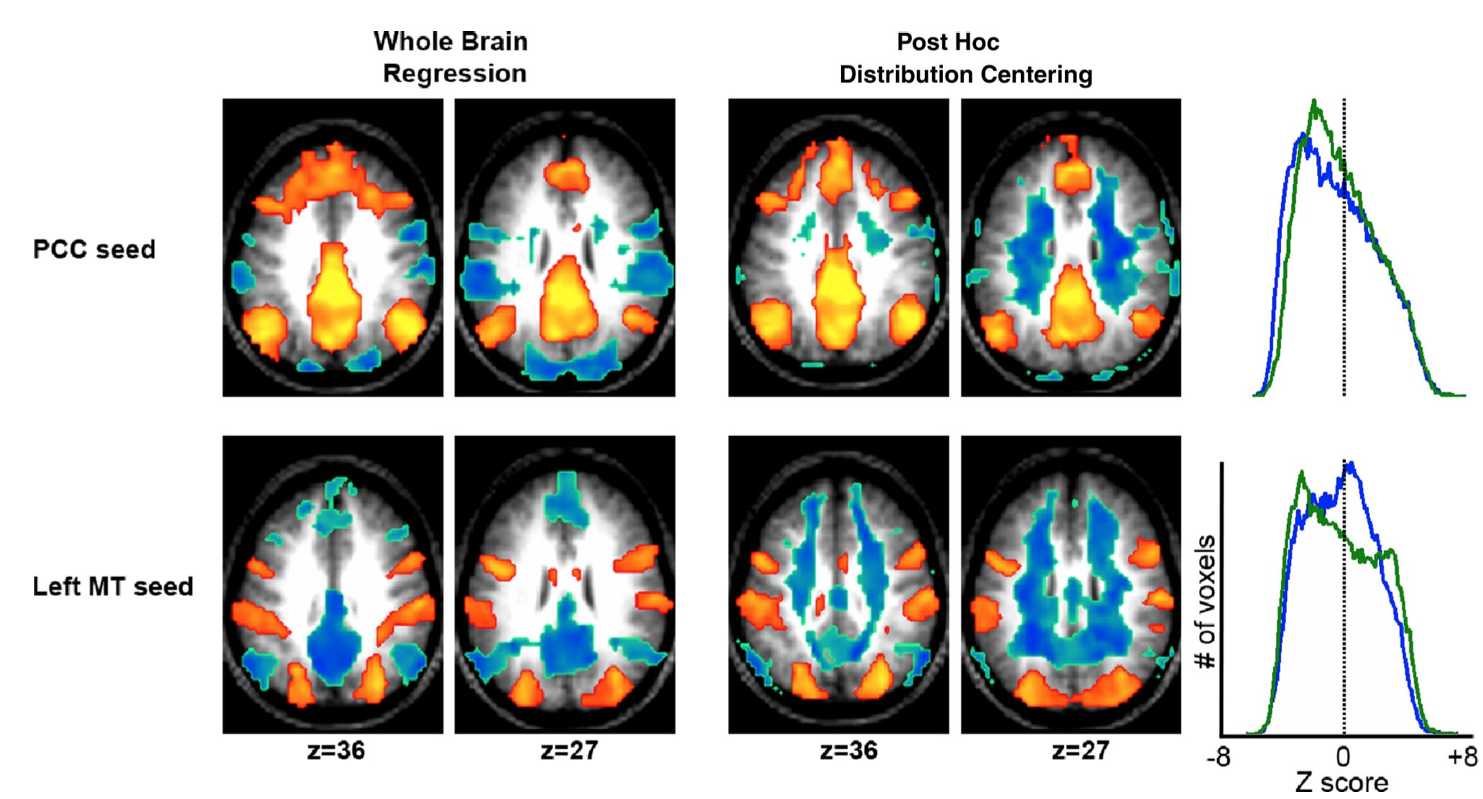 Whole Brain
Regression
Post Hoc
Distribution Centering
PCC seed
Left MT seed
z=36
z=27
z=36
z=27
# of voxels
-8
0
+8
Z score